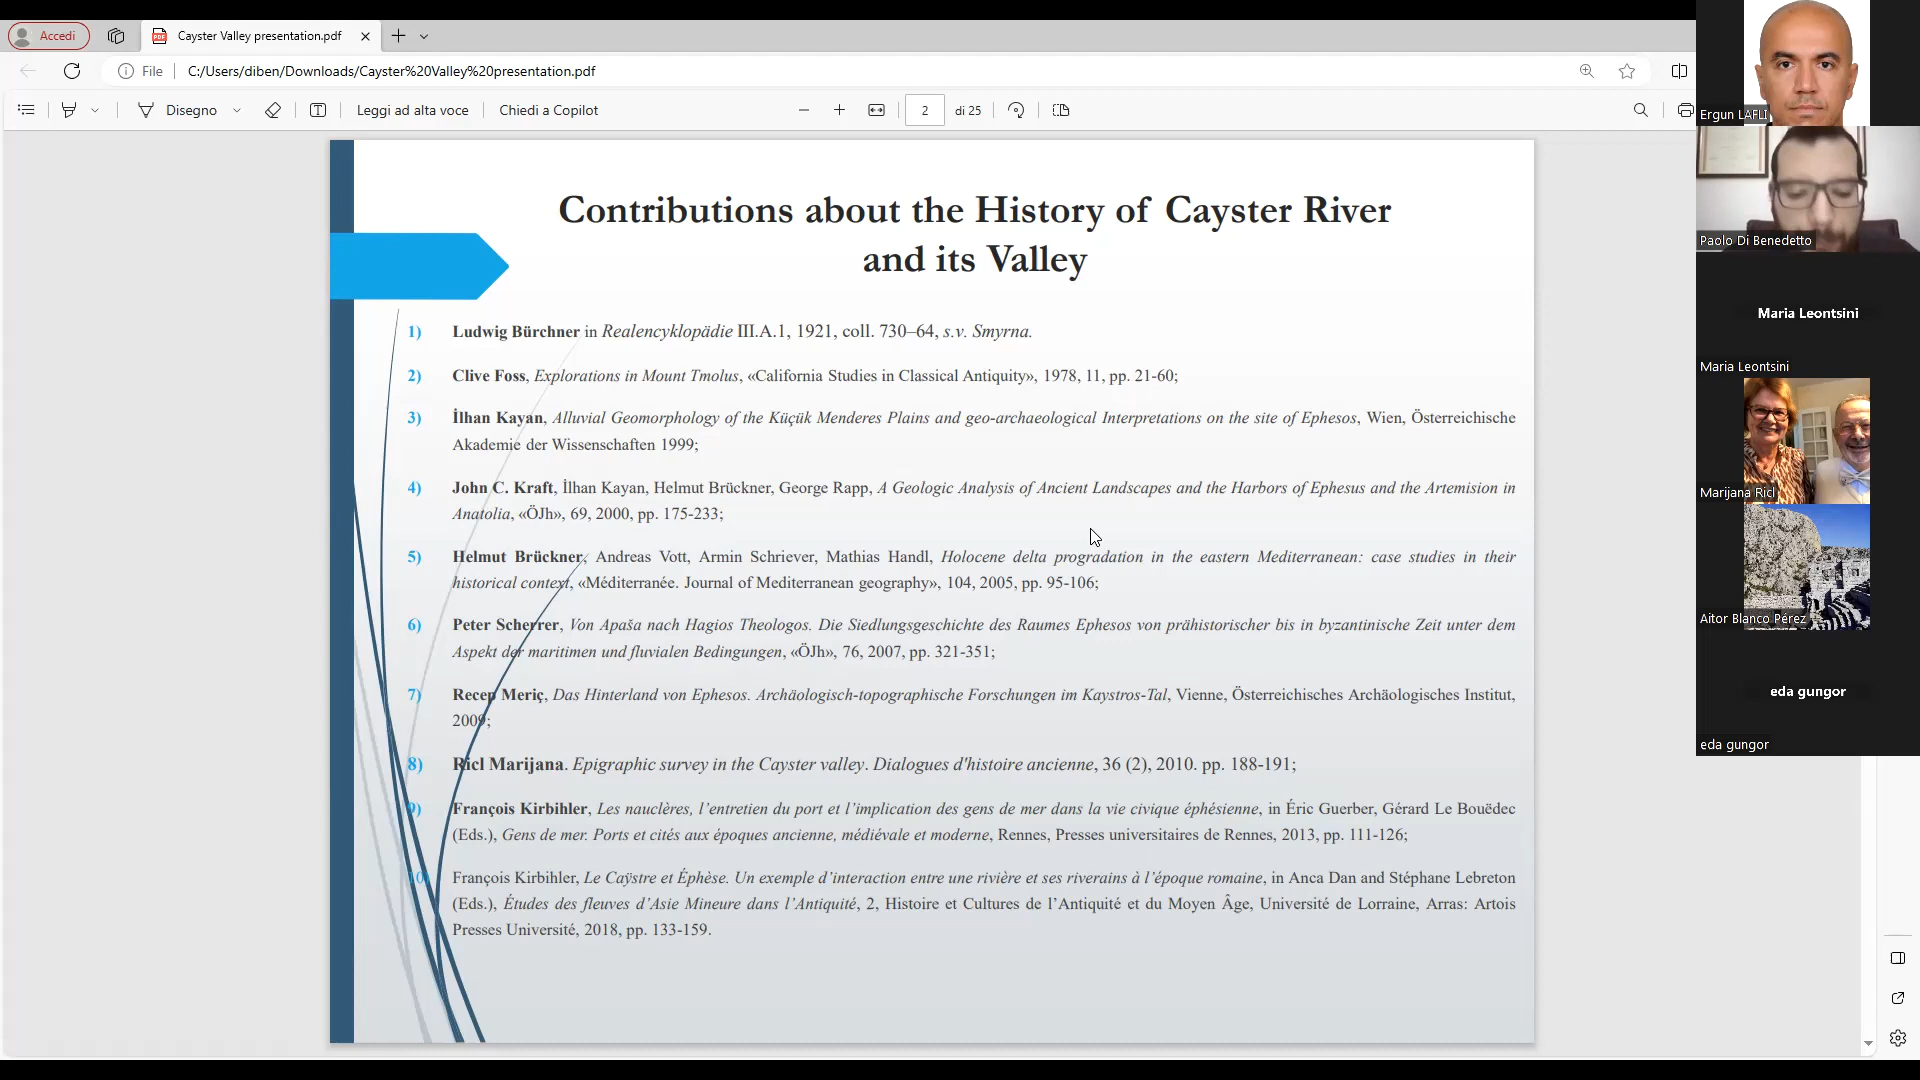 Accedi
Cayster Valley presentation.pdf
File
C:/Users/diben/Downloads/Cayster%20Valley%20presentation.pdf
Disegno
Leggi ad alta voce
Chiedi a Copilot
2
di 25
Contributions about the History of Cayster River
and its Valley
1) Ludwig Bürchner in Realencyklopädie III.A.1, 1921, coll. 730–64, s.v. Smyrna.
2) Clive Foss, Explorations in Mount Tmolus, «California Studies in Classical Antiquity», 1978, 11, pp. 21-60;
3) İlhan Kayan, Alluvial Geomorphology of the Küçük Menderes Plains and geo-archaeological Interpretations on the site of Ephesos, Wien, Österreichische
Akademie der Wissenschaften 1999;
4) John C. Kraft, İlhan Kayan, Helmut Brückner, George Rapp, A Geologic Analysis of Ancient Landscapes and the Harbors of Ephesus and the Artemision in
Anatolia, «ÖJh», 69, 2000, pp. 175-233;
5) Helmut Brückner, Andreas Vott, Armin Schriever, Mathias Handl, Holocene delta progradation in the eastern Mediterranean: case studies in their
historical context, «Méditerranée. Journal of Mediterranean geography», 104, 2005, pp. 95-106;
6) Peter Scherrer, Von Apaša nach Hagios Theologos. Die Siedlungsgeschichte des Raumes Ephesos von prähistorischer bis in byzantinische Zeit unter dem
Aspekt der maritimen und fluvialen Bedingungen, «ÖJh», 76, 2007, pp. 321-351;
7) Recep Meriç, Das Hinterland von Ephesos. Archäologisch-topographische Forschungen im Kaystros-Tal, Vienne, Österreichisches Archäologisches Institut,
2009;
8) Ricl Marijana. Epigraphic survey in the Cayster valley. Dialogues d'histoire ancienne, 36 (2), 2010. pp. 188-191;
9) François Kirbihler, Les nauclères, l’entretien du port et l’implication des gens de mer dans la vie civique éphésienne, in Éric Guerber, Gérard Le Bouëdec
(Eds.), Gens de mer. Ports et cités aux époques ancienne, médiévale et moderne, Rennes, Presses universitaires de Rennes, 2013, pp. 111-126;
10) François Kirbihler, Le Caÿstre et Éphèse. Un exemple d’interaction entre une rivière et ses riverains à l’époque romaine, in Anca Dan and Stéphane Lebreton
(Eds.), Études des fleuves d’Asie Mineure dans l’Antiquité, 2, Histoire et Cultures de l’Antiquité et du Moyen Âge, Université de Lorraine, Arras: Artois
Presses Université, 2018, pp. 133-159.
Ergun LAFLI
Paolo Di Benedetto
Maria Leontsini
Maria Leontsini
Marijana Ricl
Aitor Blanco Pérez
eda gungor
eda gungor